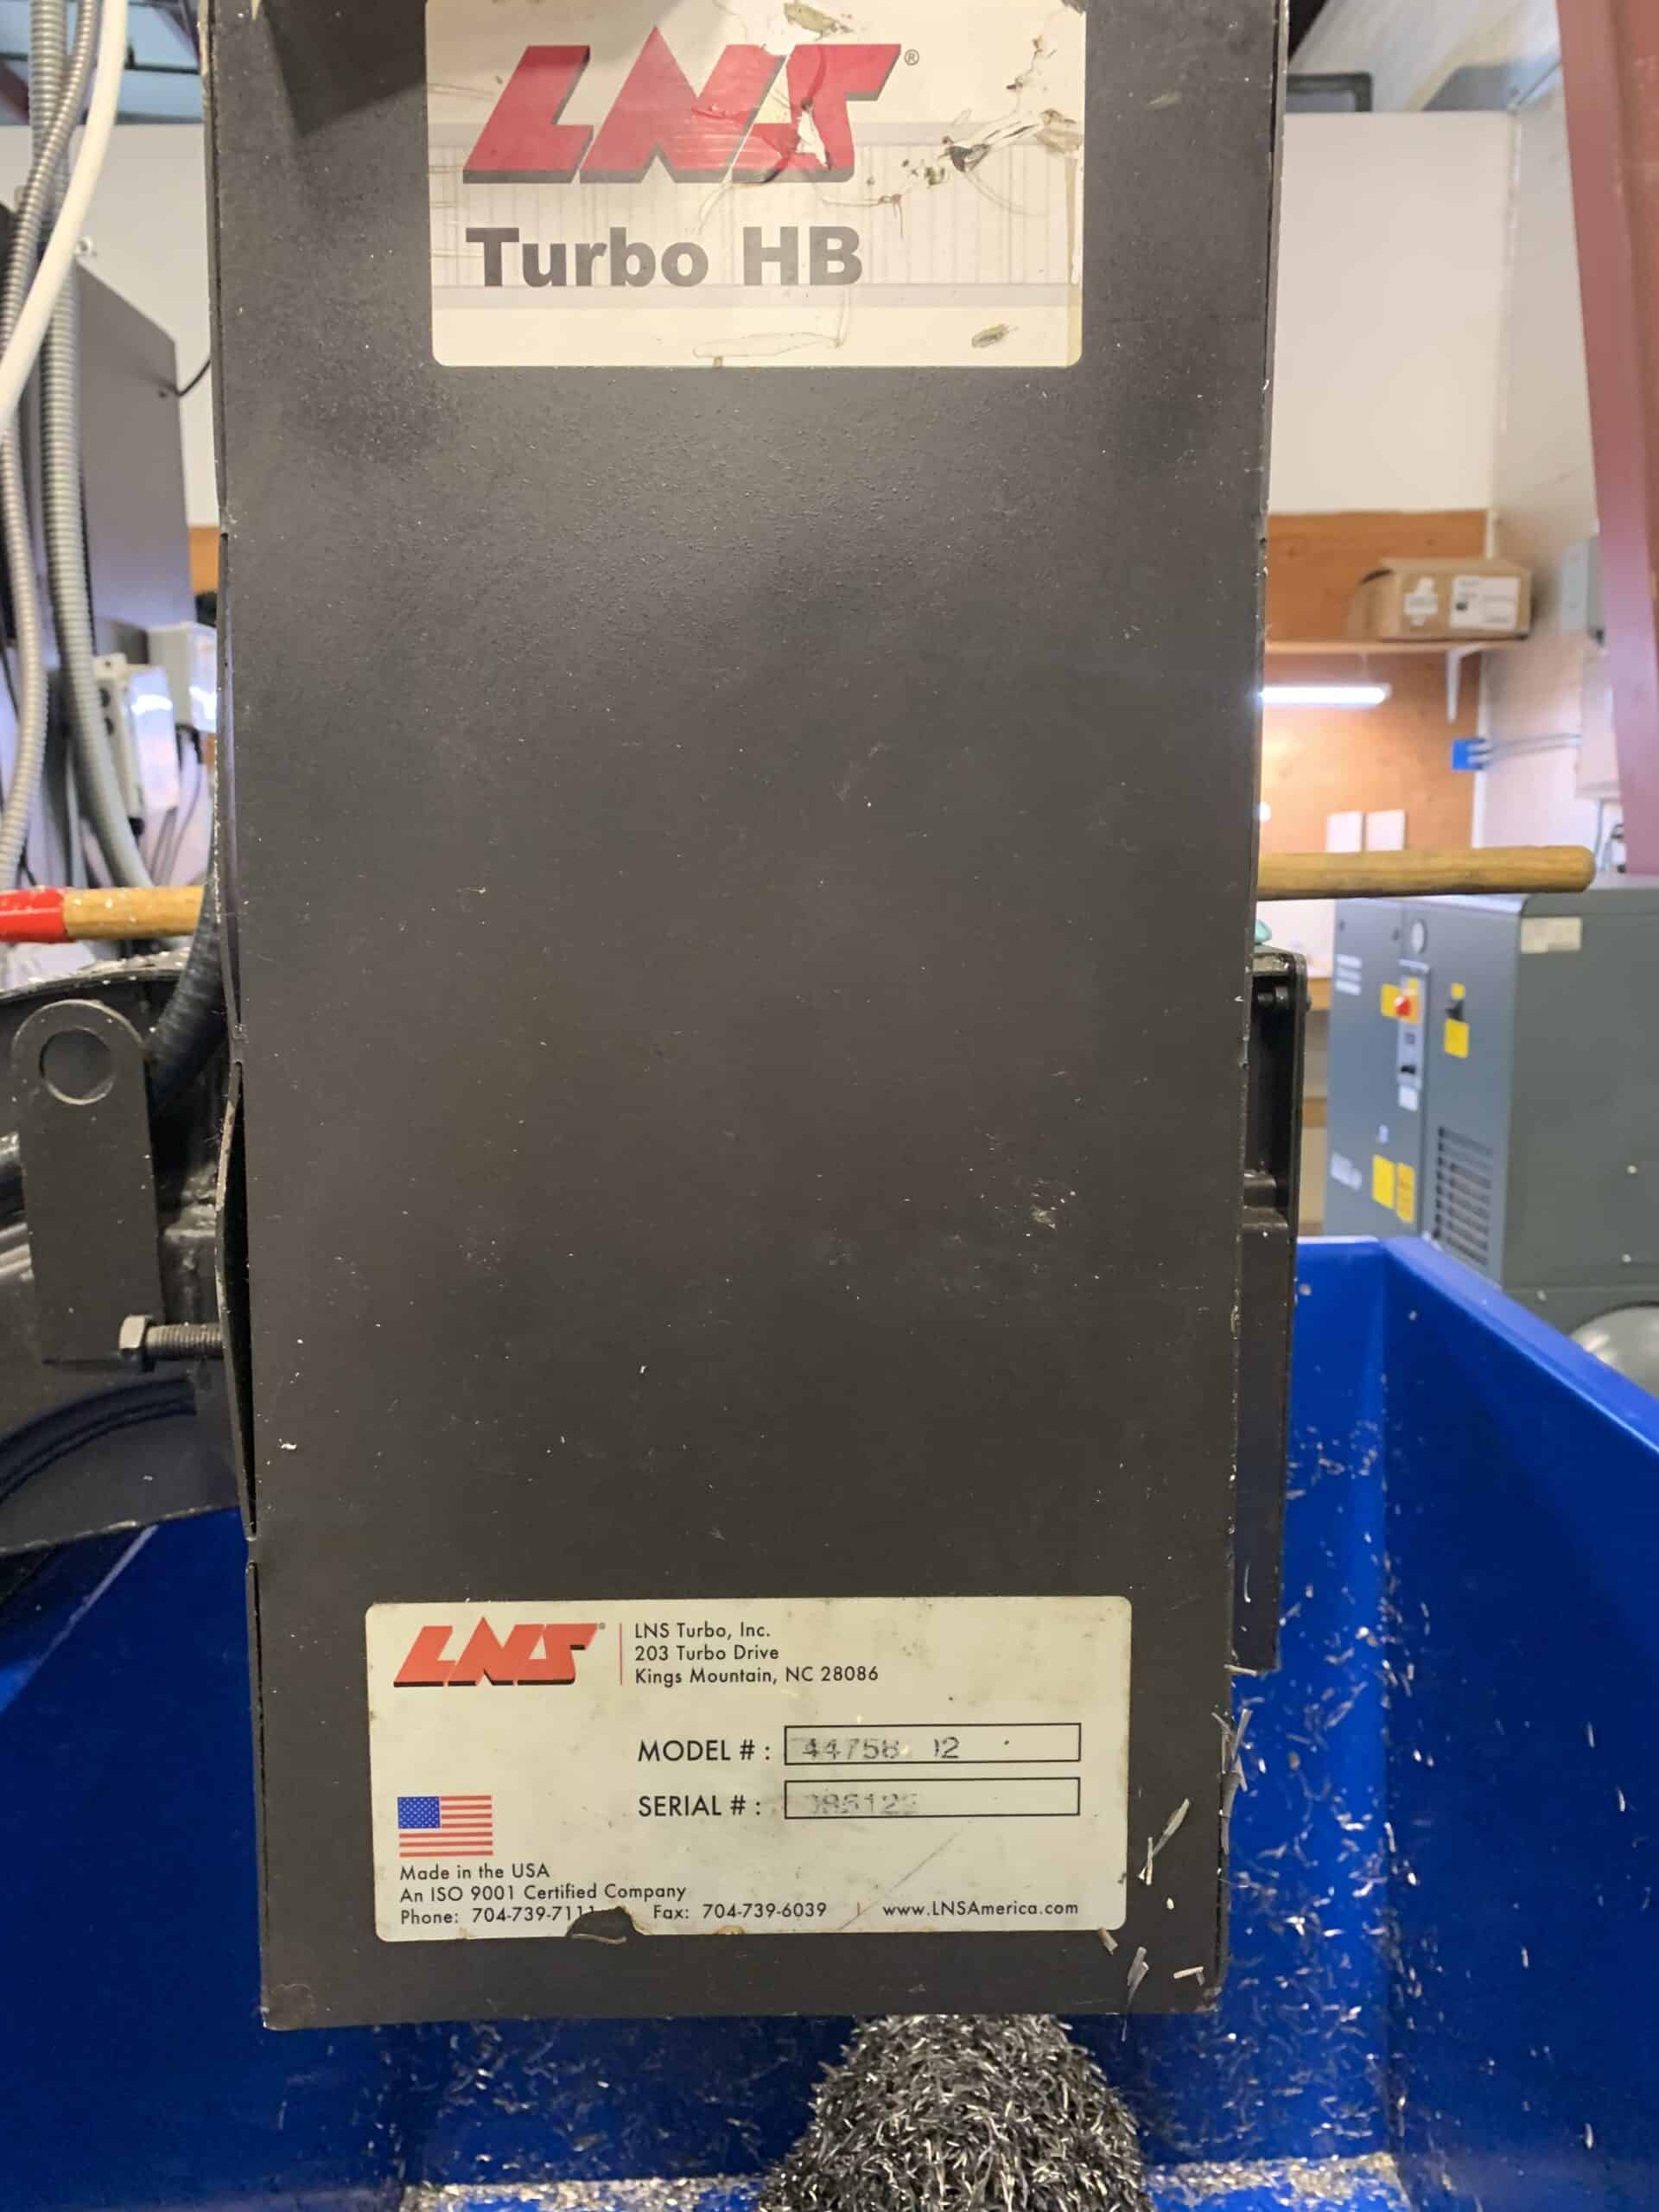 LNS®
Turbo HB
LNS®
LNS Turbo, Inc.
203 Turbo Drive
Kings Mountain, NC 28086
MODEL # :
SERIAL # :
Made in the USA
An ISO 9001 Certified Company
Phone: Fax: 704-739-6039 | www.LNSAmerica.com